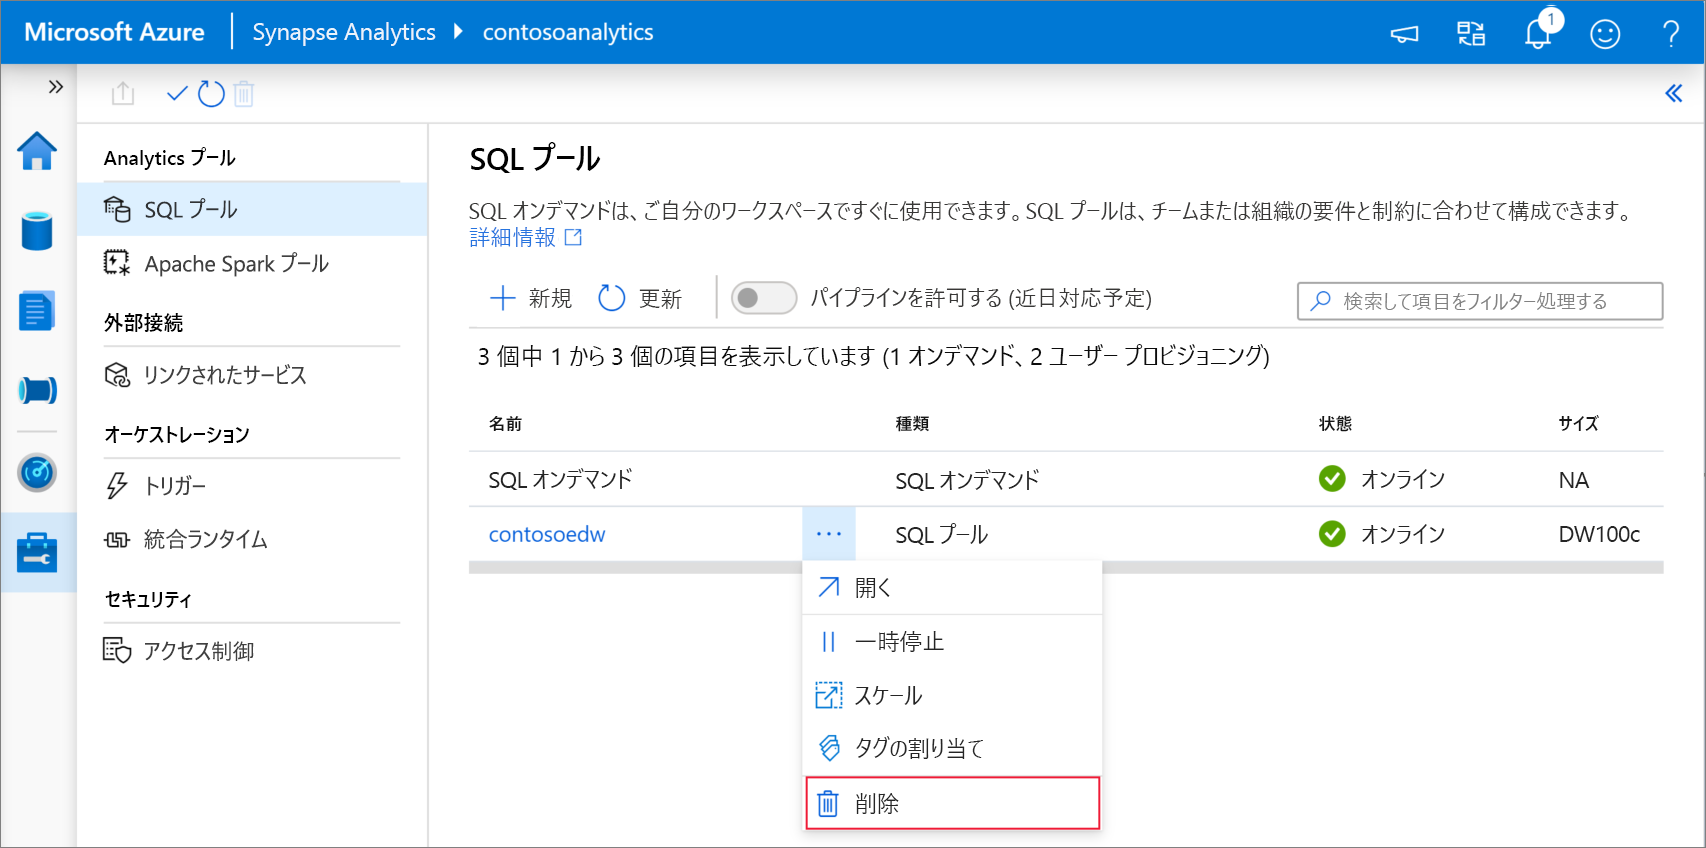 Microsoft Azure
Synapse Analytics
contosoanalytics
1
Analytics プール
SQL プール
Apache Spark プール
外部接続
リンクされたサービス
オーケストレーション
トリガー
統合ランタイム
セキュリティ
アクセス制御
SQL プール
SQL オンデマンドは、ご自分のワークスペースですぐに使用できます。SQL プールは、チームまたは組織の要件と制約に合わせて構成できます。
詳細情報
新規
更新
パイプラインを許可する (近日対応予定)
検索して項目をフィルター処理する
3 個中 1 から 3 個の項目を表示しています (1 オンデマンド、2 ユーザー プロビジョニング)
名前 種類 状態 サイズ
SQL オンデマンド SQL オンデマンド オンライン NA
contosoedw ... SQL プール オンライン DW100c
開く
一時停止
スケール
タグの割り当て
削除